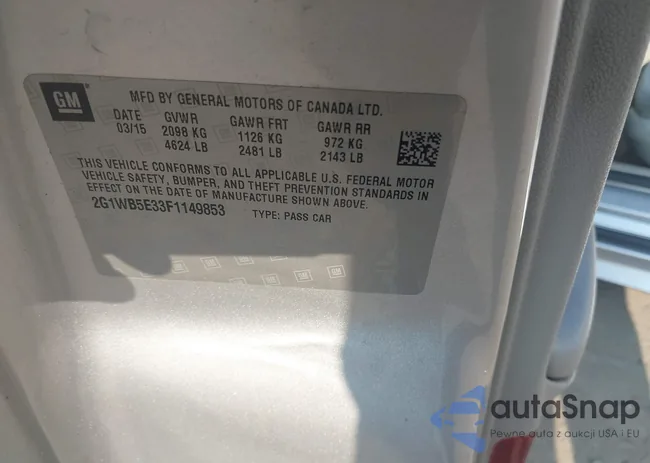 GM
MFD BY GENERAL MOTORS OF CANADA LTD.
DATE GVWR GAWR FRT GAWR RR
03/15 2098 KG 1126 KG 972 KG
4624 LB 2481 LB 2143 LB
THIS VEHICLE CONFORMS TO ALL APPLICABLE U.S. FEDERAL MOTOR
VEHICLE SAFETY, BUMPER, AND THEFT PREVENTION STANDARDS IN
EFFECT ON THE DATE OF MANUFACTURE SHOWN ABOVE.
2G1WB5E33F1149853 TYPE: PASS CAR
autaSnap
Pewne auta z aukcji USA i EU